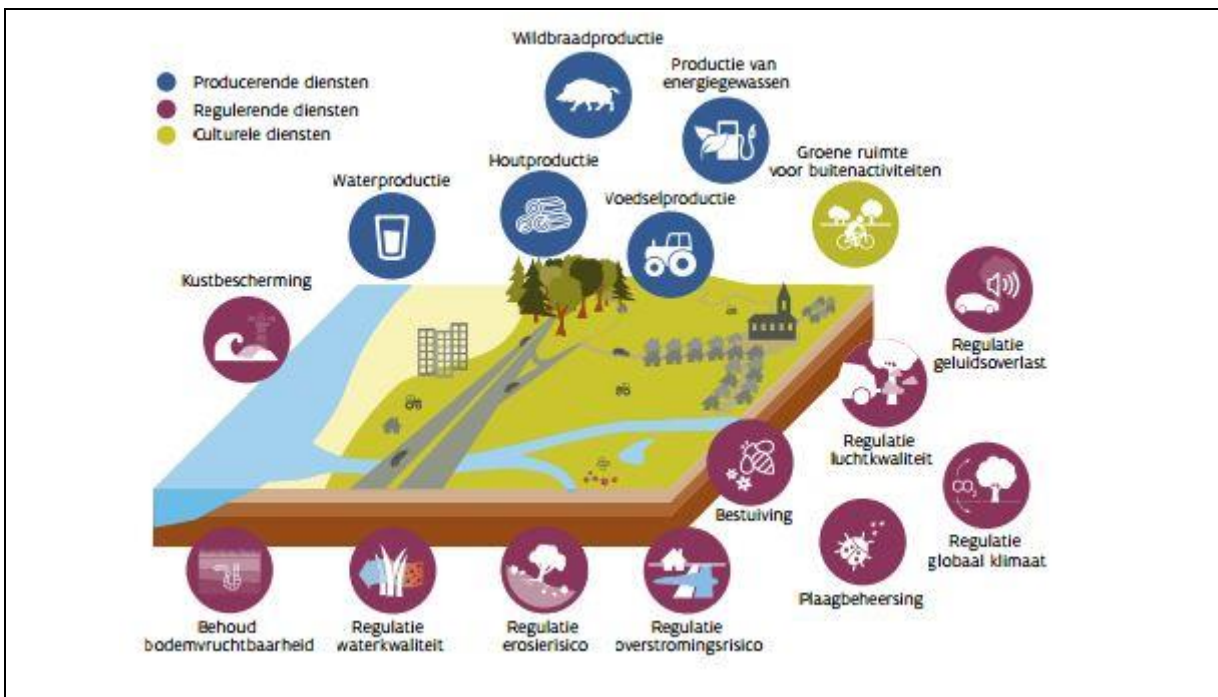 Wildbraadproductie
Productie van
energiegewassen
Producerende diensten
Regulerende diensten
Culturele diensten
Groene ruimte
voor buitenactiviteiten
Houtproductie
Waterproductie
Voedselproductie
Kustbescherming
Regulatie
geluidsoverlast
Regulatie
luchtkwaliteit
CO₂
Bestuiving
Regulatie
globaal klimaat
Plaagbeheersing
Behoud
bodemvruchtbaarheid
Regulatie
waterkwaliteit
Regulatie
erosierisico
Regulatie
overstromingsrisico